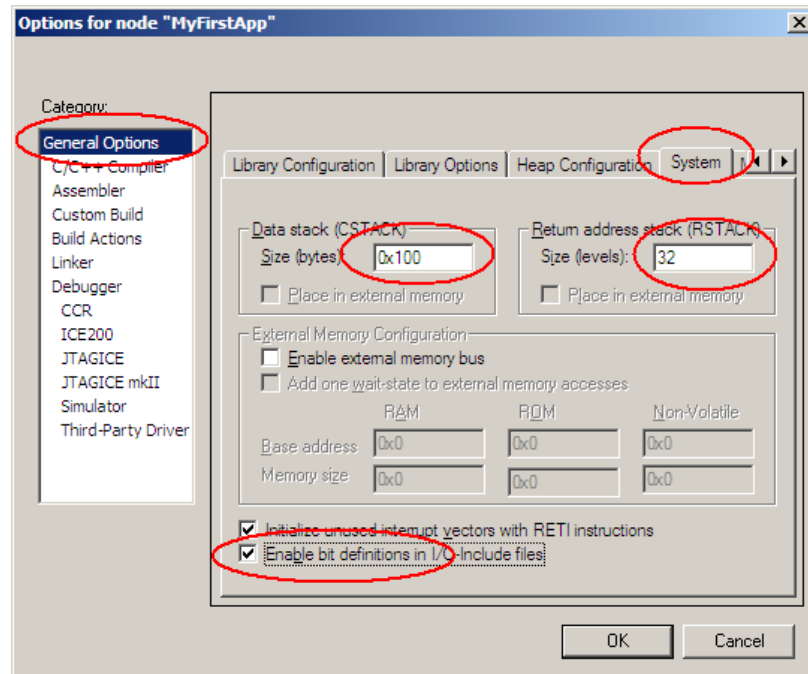 Options for node "MyFirstApp"
Category:
General Options
C/C++ Compiler
Assembler
Custom Build
Build Actions
Linker
Debugger
CCR
ICE200
JTAGICE
JTAGICE mkII
Simulator
Third-Party Driver
Library Configuration Library Options Heap Configuration System
Data stack (CSTACK) Return address stack (RSTACK)
Size (bytes): 0x100 Size (levels): 32
Place in external memory Place in external memory
External Memory Configuration
Enable external memory bus
Add one wait-state to external memory accesses
RAM ROM Non-Volatile
Base address 0x0 0x0 0x0
Memory size 0x0 0x0 0x0
Initialize unused interrupt vectors with RETI instructions
Enable bit definitions in I/O-Include files
OK Cancel